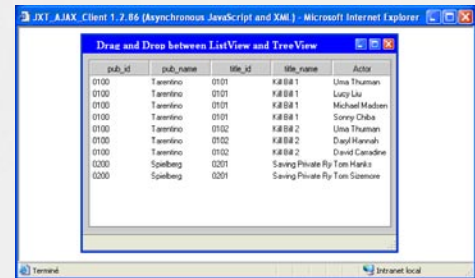 JXT_AJAX_Client 1.2.86 (Asynchronous JavaScript and XML) - Microsoft Internet Explorer
Drag and Drop between ListView and TreeView
pub_id pub_name title_id title_name Actor
0100 Tarentino 0101 Kill Bill 1 Uma Thurman
0100 Tarentino 0101 Kill Bill 1 Lucy Liu
0100 Tarentino 0101 Kill Bill 1 Michael Madsen
0100 Tarentino 0101 Kill Bill 1 Sonny Chiba
0100 Tarentino 0102 Kill Bill 2 Uma Thurman
0100 Tarentino 0102 Kill Bill 2 Daryl Hannah
0100 Tarentino 0102 Kill Bill 2 David Carradine
0200 Spielberg 0201 Saving Private Ry Tom Hanks
0200 Spielberg 0201 Saving Private Ry Tom Sizemore
Terminé Intranet local